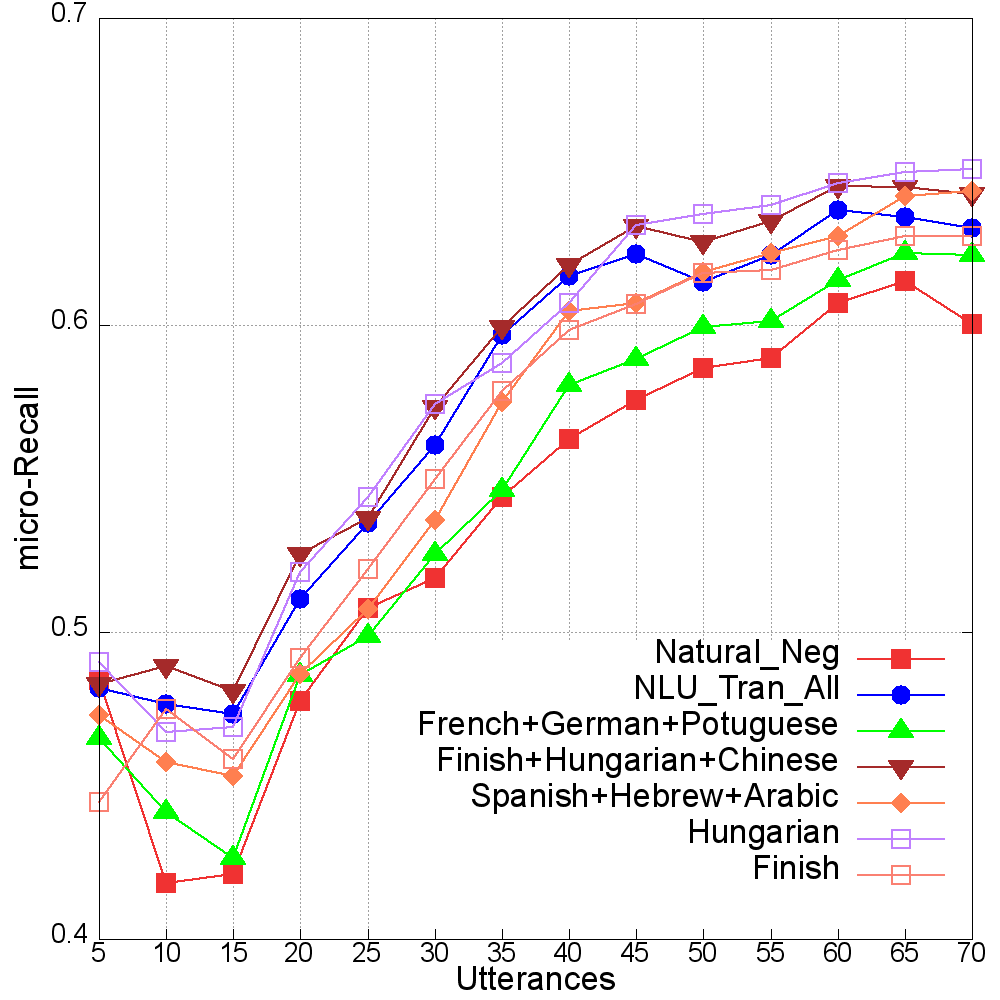 0.7
0.6
0.5
0.4
micro-Recall
Natural_Neg
NLU_Tran_All
French+German+Potuguese
Finish+Hungarian+Chinese
Spanish+Hebrew+Arabic
Hungarian
Finish
5 10 15 20 25 30 35 40 45 50 55 60 65 70
Utterances